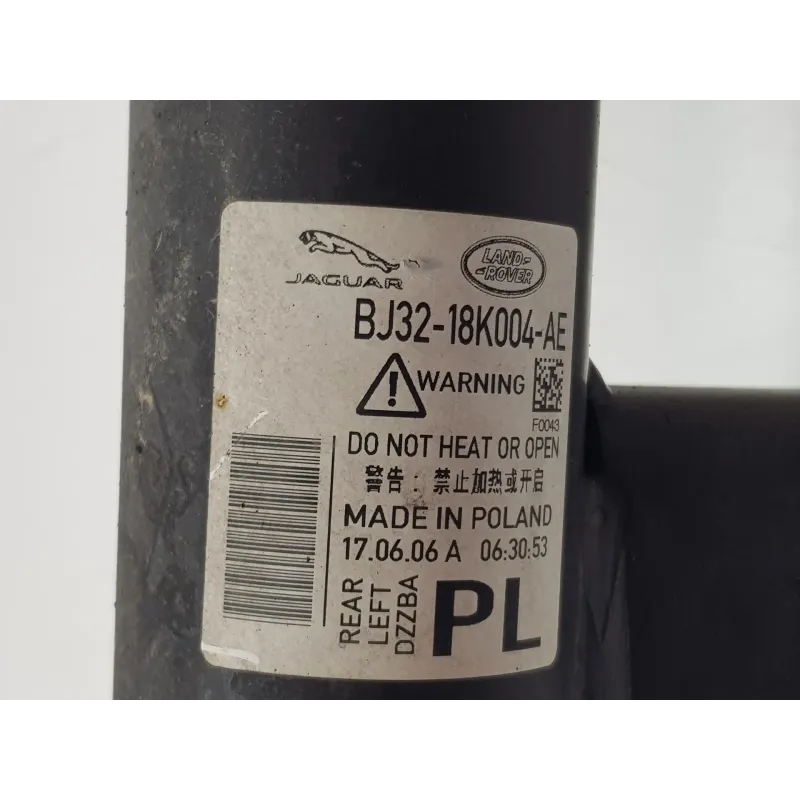 JAGUAR
LAND-
-ROVER
BJ32-18K004-AE
WARNING
F0043
DO NOT HEAT OR OPEN
警告: 禁止加热或开启
MADE IN POLAND
17.06.06 A 06:30:53
REAR
LEFT
DZZBA
PL